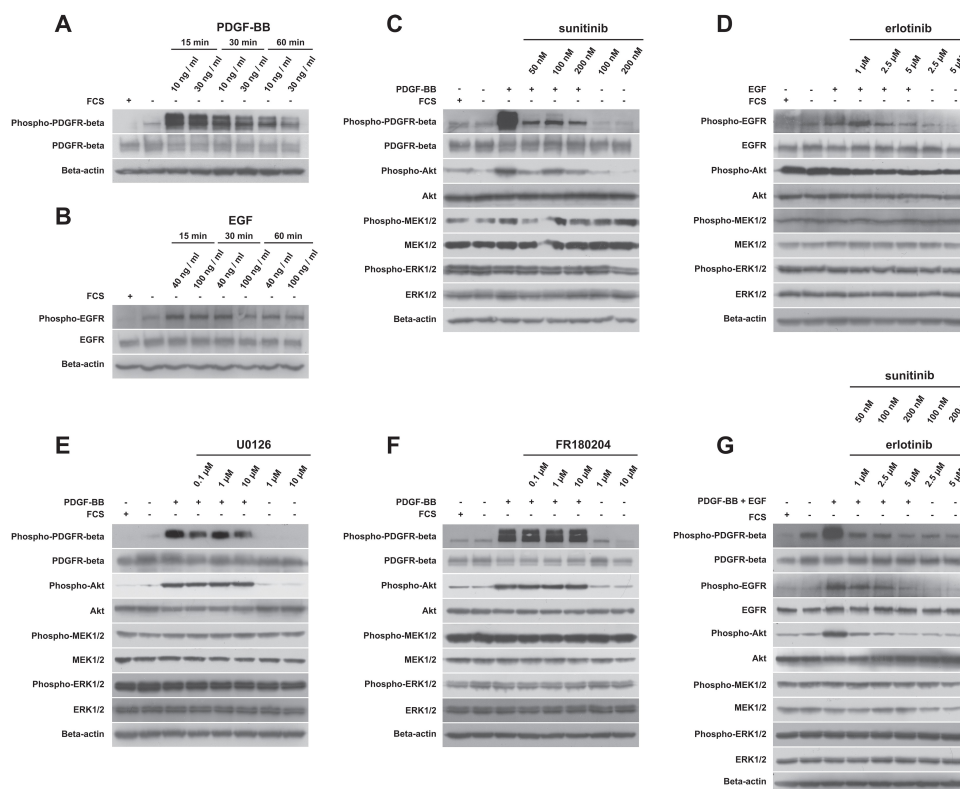 A
PDGF-BB
15 min 30 min 60 min
10 ng / ml 30 ng / ml 10 ng / ml 30 ng / ml 10 ng / ml 30 ng / ml
FCS + - - - - - - -
Phospho-PDGFR-beta
PDGFR-beta
Beta-actin
B
EGF
15 min 30 min 60 min
40 ng / ml 100 ng / ml 40 ng / ml 100 ng / ml 40 ng / ml 100 ng / ml
FCS + - - - - - - -
Phospho-EGFR
EGFR
Beta-actin
C
sunitinib
50 nM 100 nM 200 nM 100 nM 200 nM
PDGF-BB - - + + + + - -
FCS + - - - - - - -
Phospho-PDGFR-beta
PDGFR-beta
Phospho-Akt
Akt
Phospho-MEK1/2
MEK1/2
Phospho-ERK1/2
ERK1/2
Beta-actin
D
erlotinib
1 µM 2.5 µM 5 µM 2.5 µM 5 µM
EGF - - + + + + - -
FCS + - - - - - - -
Phospho-EGFR
EGFR
Phospho-Akt
Akt
Phospho-MEK1/2
MEK1/2
Phospho-ERK1/2
ERK1/2
Beta-actin
E
U0126
0.1 µM 1 µM 10 µM 1 µM 10 µM
PDGF-BB - - + + + + - -
FCS + - - - - - - -
Phospho-PDGFR-beta
PDGFR-beta
Phospho-Akt
Akt
Phospho-MEK1/2
MEK1/2
Phospho-ERK1/2
ERK1/2
Beta-actin
F
FR180204
0.1 µM 1 µM 10 µM 1 µM 10 µM
PDGF-BB - - + + + + - -
FCS + - - - - - - -
Phospho-PDGFR-beta
PDGFR-beta
Phospho-Akt
Akt
Phospho-MEK1/2
MEK1/2
Phospho-ERK1/2
ERK1/2
Beta-actin
sunitinib
50 nM 100 nM 200 nM 100 nM 200
G
erlotinib
1 µM 2.5 µM 5 µM 2.5 µM 5 µM
PDGF-BB + EGF - - + + + + - -
FCS + - - - - - - -
Phospho-PDGFR-beta
PDGFR-beta
Phospho-EGFR
EGFR
Phospho-Akt
Akt
Phospho-MEK1/2
MEK1/2
Phospho-ERK1/2
ERK1/2
Beta-actin